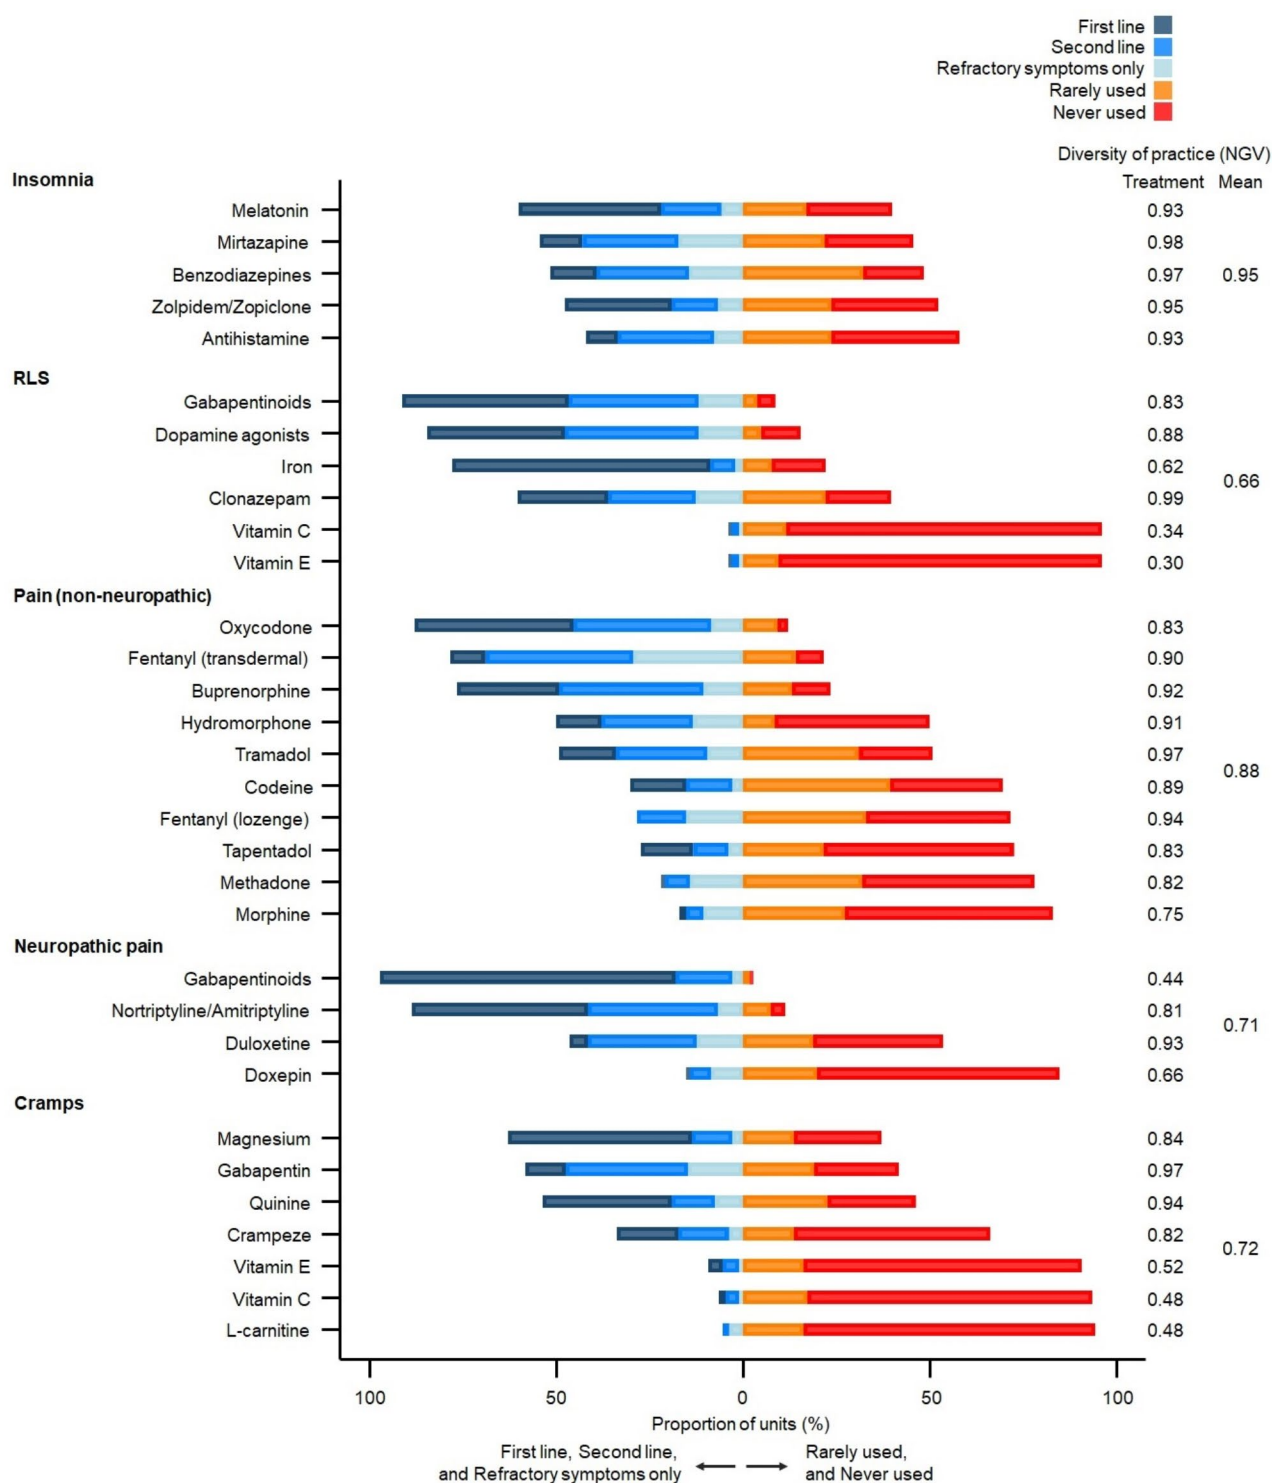 First line
Second line
Refractory symptoms only
Rarely used
Never used
Diversity of practice (NGV)
Treatment Mean
Insomnia
Melatonin 0.93
Mirtazapine 0.98
Benzodiazepines 0.97 0.95
Zolpidem/Zopiclone 0.95
Antihistamine 0.93
RLS
Gabapentinoids 0.83
Dopamine agonists 0.88
Iron 0.62
0.66
Clonazepam 0.99
Vitamin C 0.34
Vitamin E 0.30
Pain (non-neuropathic)
Oxycodone 0.83
Fentanyl (transdermal) 0.90
Buprenorphine 0.92
Hydromorphone 0.91
Tramadol 0.97
0.88
Codeine 0.89
Fentanyl (lozenge) 0.94
Tapentadol 0.83
Methadone 0.82
Morphine 0.75
Neuropathic pain
Gabapentinoids 0.44
Nortriptyline/Amitriptyline 0.81
0.71
Duloxetine 0.93
Doxepin 0.66
Cramps
Magnesium 0.84
Gabapentin 0.97
Quinine 0.94
Crampeze 0.82
0.72
Vitamin E 0.52
Vitamin C 0.48
L-carnitine 0.48
100 50 0 50 100
Proportion of units (%)
First line, Second line, Rarely used,
and Refractory symptoms only and Never used